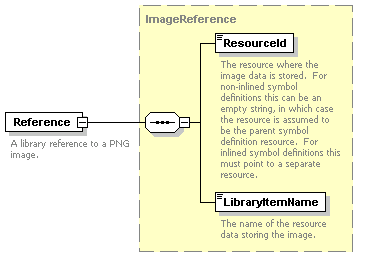 ImageReference
ResourceId
The resource where the
image data is stored.  For
non-inlined symbol
definitions this can be an
empty string, in which case
the resource is assumed to
be the parent symbol
definition resource.  For
inlined symbol definitions this
must point to a separate
resource.
Reference
A library reference to a PNG
image.
LibraryItemName
The name of the resource
data storing the image.